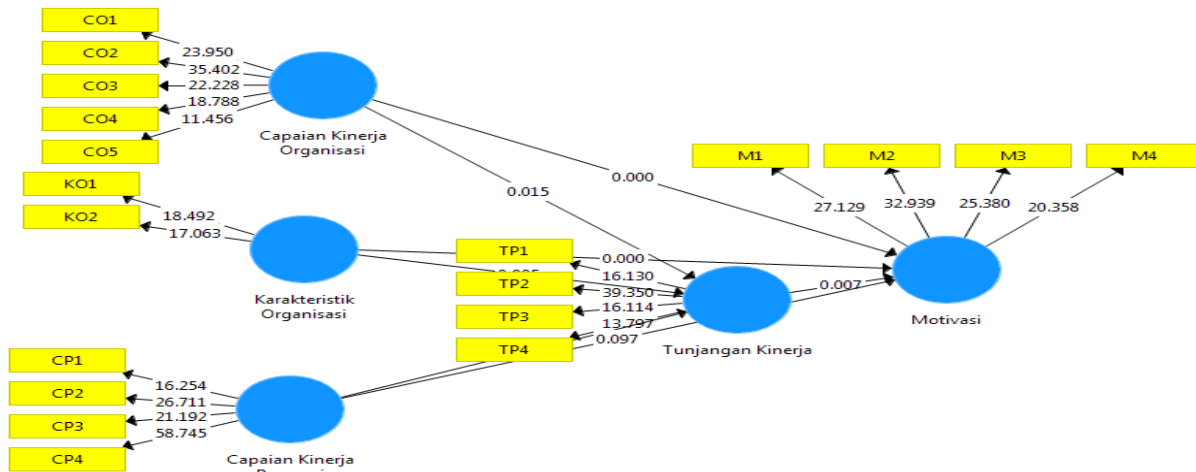 CO1
CO2
CO3
CO4
CO5
23.950
35.402
22.228
18.788
11.456
Capaian Kinerja
Organisasi
KO1
KO2
18.492
17.063
Karakteristik
Organisasi
CP1
CP2
CP3
CP4
16.254
26.711
21.192
58.745
Capaian Kinerja
0.015
0.000
0.000
TP1
TP2
TP3
TP4
16.130
39.350
16.114
13.797
0.097
Tunjangan Kinerja
0.007
M1
M2
M3
M4
27.129
32.939
25.380
20.358
Motivasi